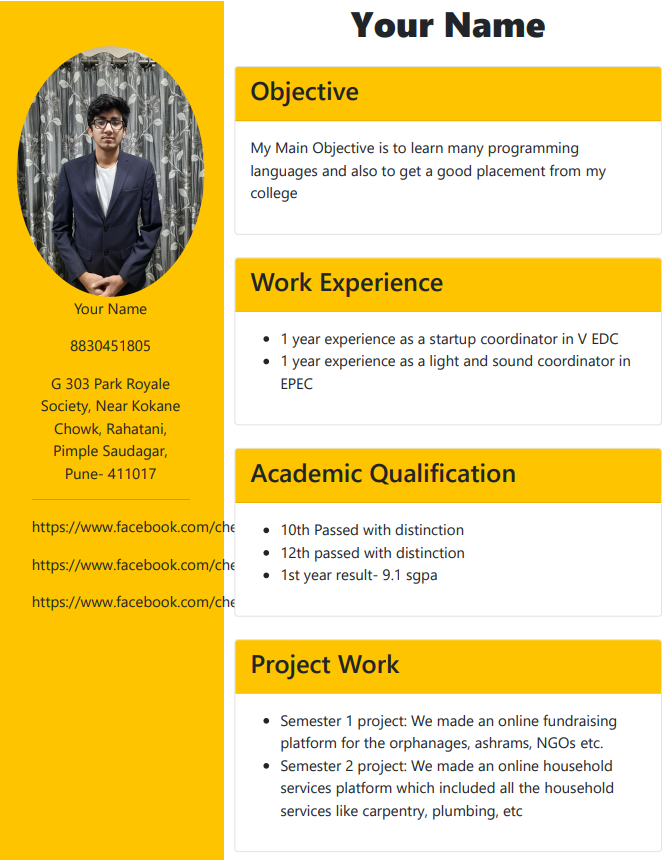 Your Name
Your Name
8830451805
G 303 Park Royale
Society, Near Kokane
Chowk, Rahatani,
Pimple Saudagar,
Pune- 411017
https://www.facebook.com/che
https://www.facebook.com/che
https://www.facebook.com/che
Objective
My Main Objective is to learn many programming
languages and also to get a good placement from my
college
Work Experience
• 1 year experience as a startup coordinator in V EDC
• 1 year experience as a light and sound coordinator in
EPEC
Academic Qualification
• 10th Passed with distinction
• 12th passed with distinction
• 1st year result- 9.1 sgpa
Project Work
• Semester 1 project: We made an online fundraising
platform for the orphanages, ashrams, NGOs etc.
• Semester 2 project: We made an online household
services platform which included all the household
services like carpentry, plumbing, etc